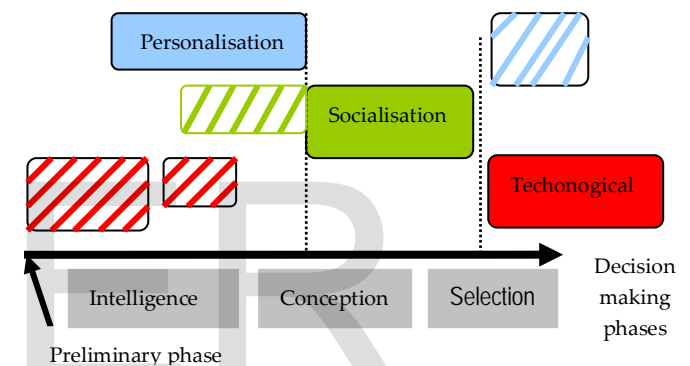 Personalisation
Socialisation
Techonogical
Intelligence
Conception
Selection
Decision
making
phases
Preliminary phase